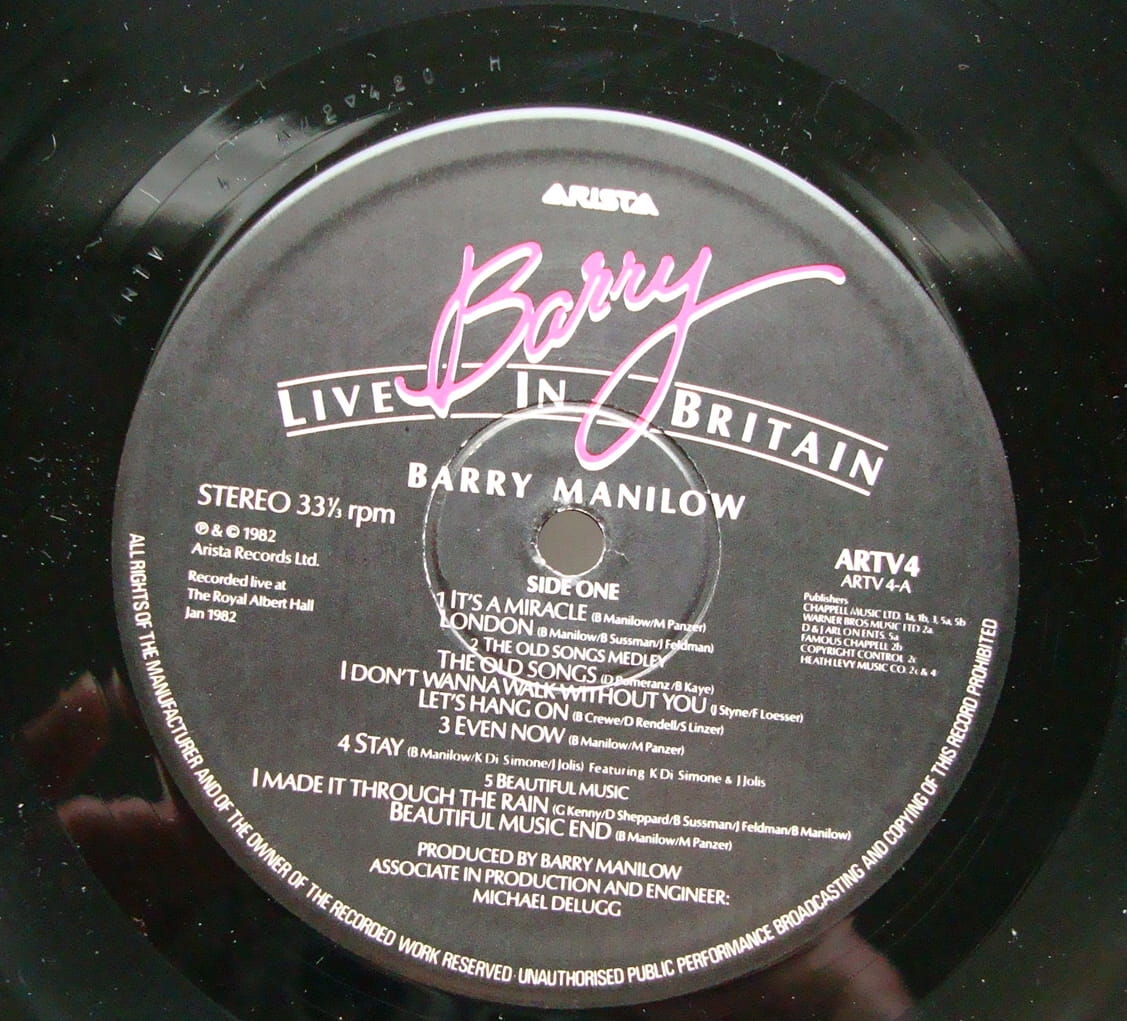 ARISTA
Barry
LIVE IN BRITAIN
BARRY MANILOW
STEREO 33⅓ rpm
℗ & © 1982
Arista Records Ltd.
Recorded live at
The Royal Albert Hall
Jan 1982
ARTV4
ARTV 4-A
Publishers
CHAPPELL MUSIC LTD. 1a, 1b, 3, 5a, 5b
WARNER BROS MUSIC LTD 2a
D & J ARLON ENTS. 5a
FAMOUS CHAPPELL 2b
COPYRIGHT CONTROL 2c
HEATH LEVY MUSIC CO. 2c & 4
SIDE ONE
1 IT'S A MIRACLE (B Manilow/M Panzer)
LONDON (B Manilow/B Sussman/J Feldman)
2 THE OLD SONGS MEDLEY
THE OLD SONGS (D Pomeranz/B Kaye)
I DON'T WANNA WALK WITHOUT YOU (J Styne/F Loesser)
LET'S HANG ON (B Crewe/D Rendell/S Linzer)
3 EVEN NOW (B Manilow/M Panzer)
4 STAY (B Manilow/K Di Simone/J Jolis) Featuring K Di Simone & J Jolis
5 BEAUTIFUL MUSIC
I MADE IT THROUGH THE RAIN (G Kenny/D Sheppard/B Sussman/J Feldman/B Manilow)
BEAUTIFUL MUSIC END (B Manilow/M Panzer)
PRODUCED BY BARRY MANILOW
ASSOCIATE IN PRODUCTION AND ENGINEER:
MICHAEL DELUGG
ALL RIGHTS OF THE MANUFACTURER AND OF THE OWNER OF THE RECORDED WORK RESERVED · UNAUTHORISED PUBLIC PERFORMANCE BROADCASTING AND COPYING OF THIS RECORD PROHIBITED